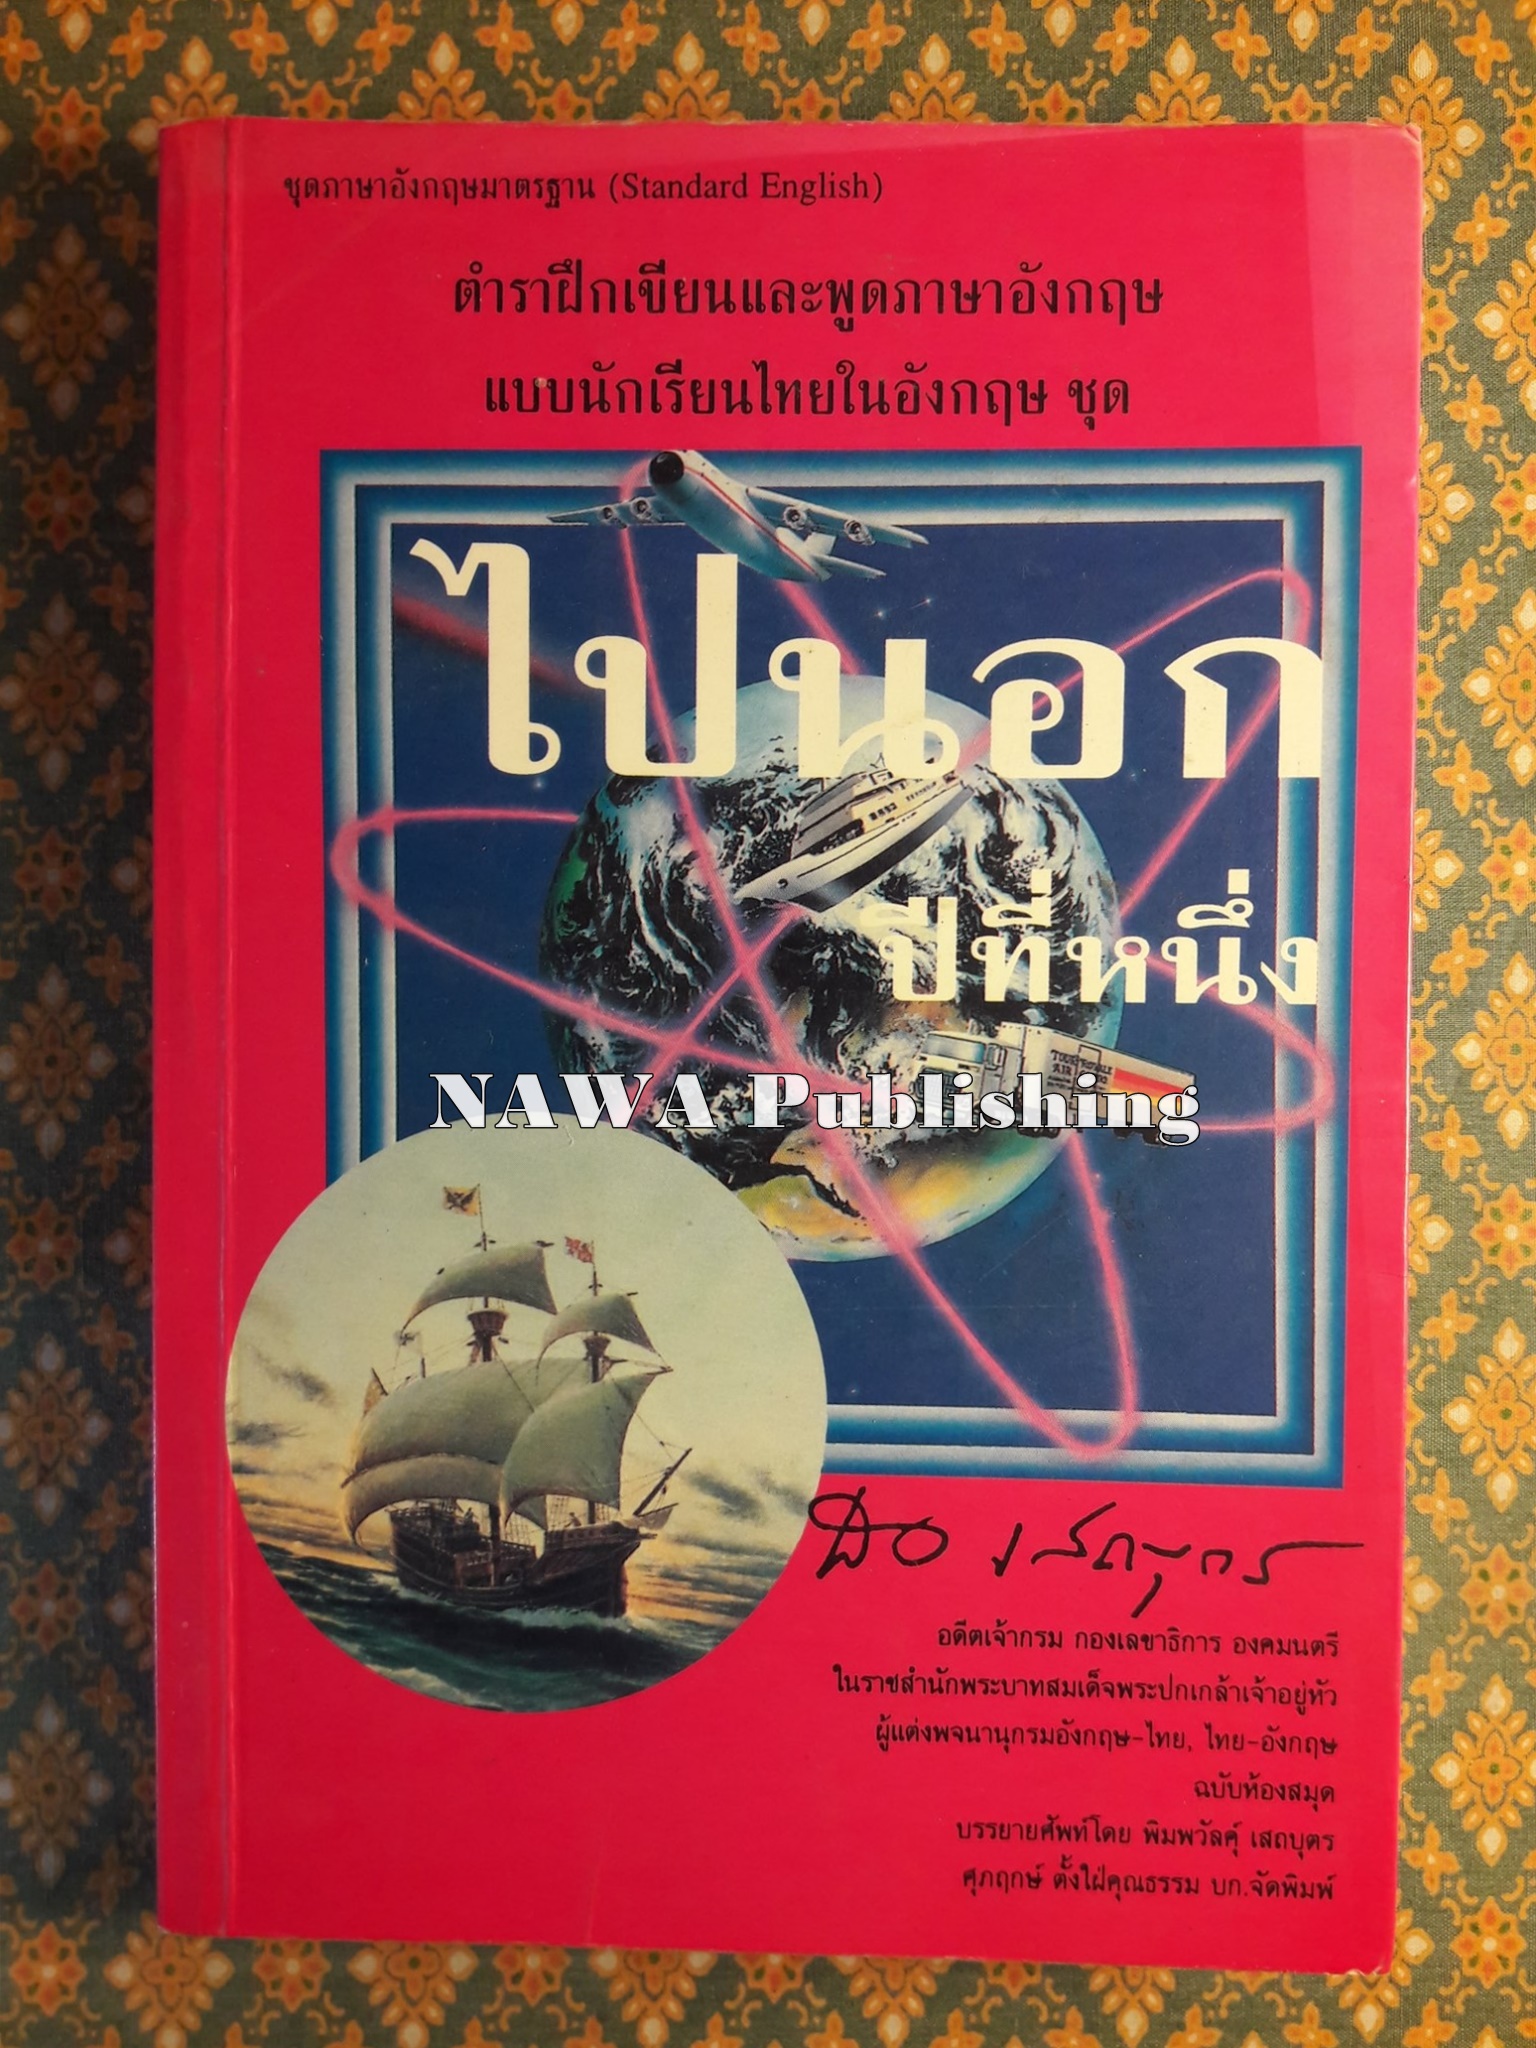 ชุดภาษาอังกฤษมาตรฐาน (Standard English)
ตำราฝึกเขียนและพูดภาษาอังกฤษ
แบบนักเรียนไทยในอังกฤษ ชุด
ไปนอก
ปีที่หนึ่ง
NAWA Publishing
สอ เสถบุตร
อดีตเจ้ากรม กองเลขาธิการ องคมนตรี
ในราชสำนักพระบาทสมเด็จพระปกเกล้าเจ้าอยู่หัว
ผู้แต่งพจนานุกรมอังกฤษ-ไทย, ไทย-อังกฤษ
ฉบับห้องสมุด
บรรยายศัพท์โดย พิมพวัลคุ์ เสถบุตร
ศุภฤกษ์ ตั้งใฝ่คุณธรรม บก.จัดพิมพ์